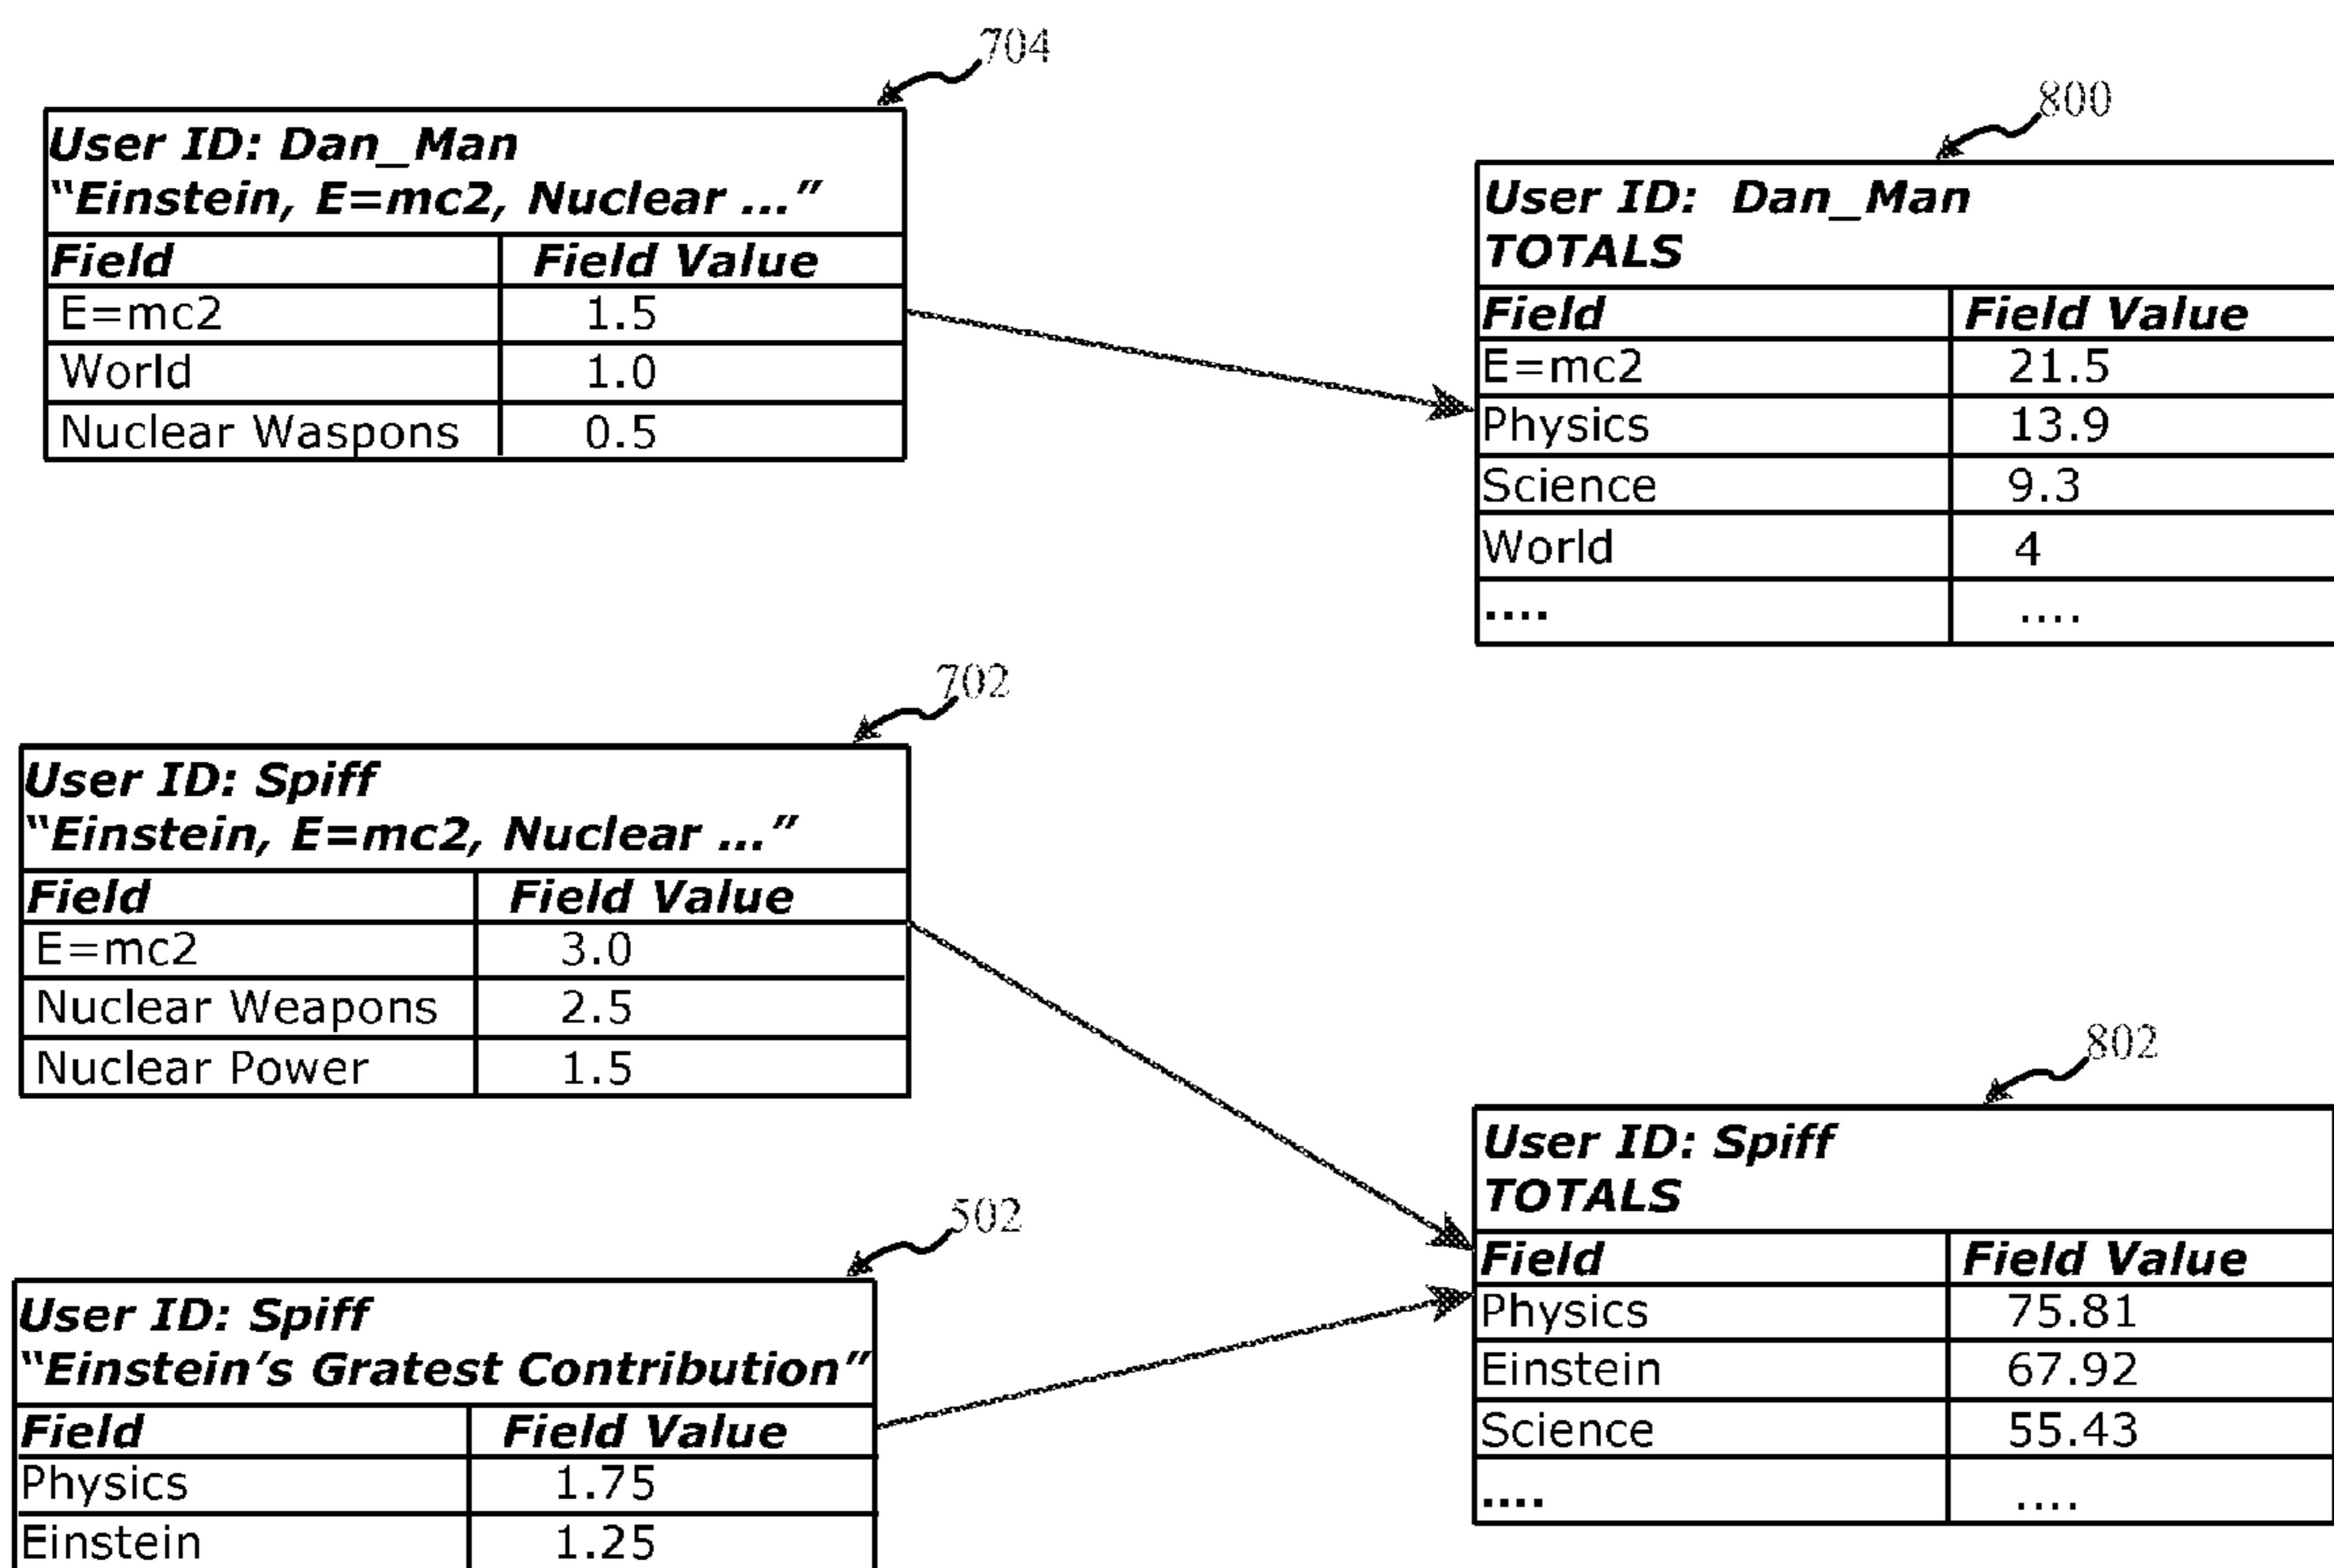 704
User ID: Dan_Man
“Einstein, E=mc2, Nuclear ...”
Field Field Value
E=mc2 1.5
World 1.0
Nuclear Waspons 0.5
800
User ID: Dan_Man
TOTALS
Field Field Value
E=mc2 21.5
Physics 13.9
Science 9.3
World 4
.... ....
702
User ID: Spiff
“Einstein, E=mc2, Nuclear ...”
Field Field Value
E=mc2 3.0
Nuclear Weapons 2.5
Nuclear Power 1.5
502
User ID: Spiff
“Einstein’s Gratest Contribution”
Field Field Value
Physics 1.75
Einstein 1.25
802
User ID: Spiff
TOTALS
Field Field Value
Physics 75.81
Einstein 67.92
Science 55.43
.... ....